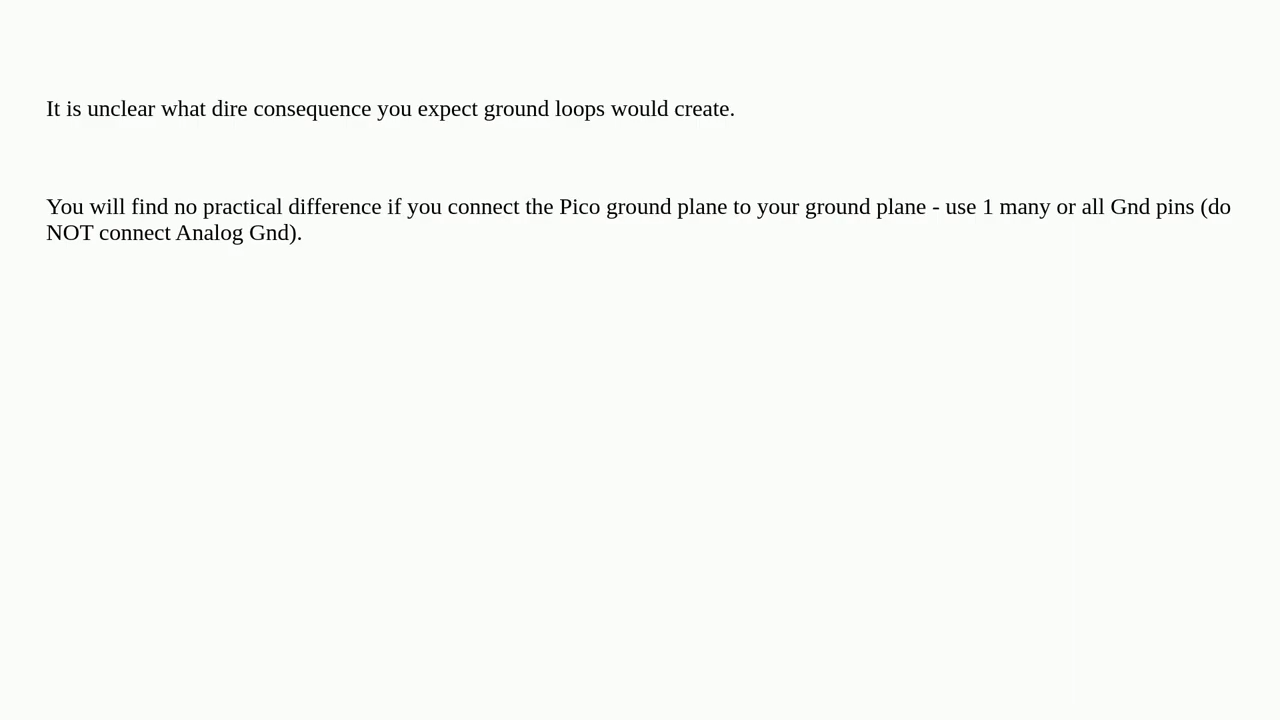 It is unclear what dire consequence you expect ground loops would create.
You will find no practical difference if you connect the Pico ground plane to your ground plane - use 1 many or all Gnd pins (do
NOT connect Analog Gnd).